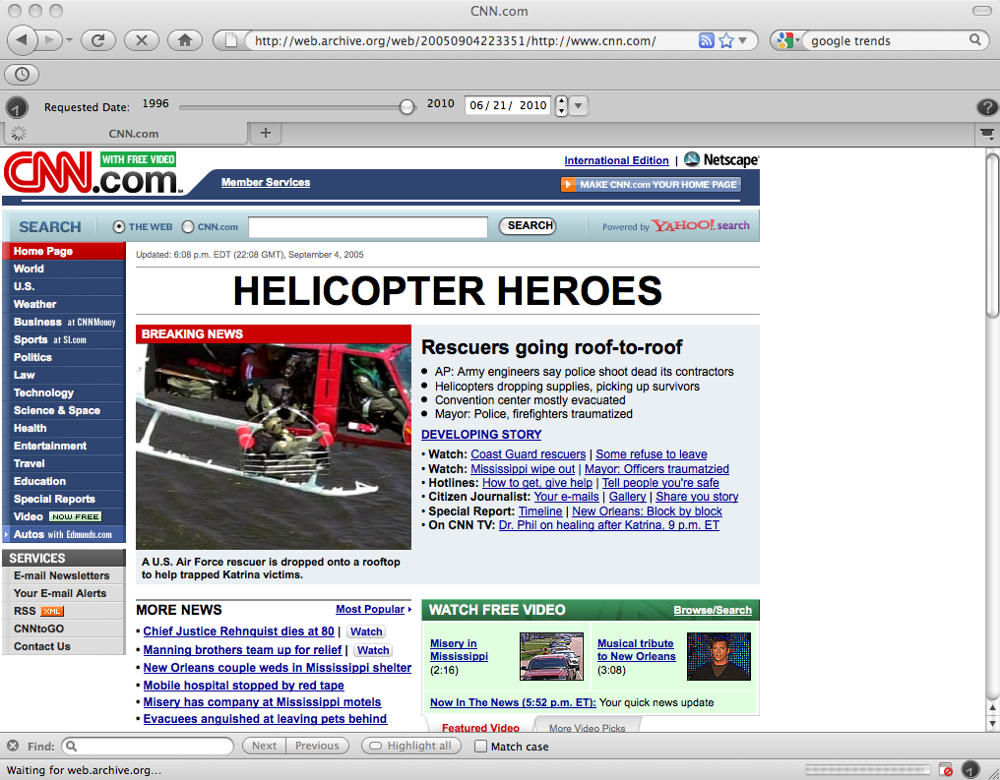 CNN.com
http://web.archive.org/web/20050904223351/http://www.cnn.com/
google trends
Requested Date: 1996 2010 06/21/ 2010
CNN.com
CNN.com WITH FREE VIDEO
International Edition | Netscape
Member Services
MAKE CNN.com YOUR HOME PAGE
SEARCH THE WEB CNN.com SEARCH Powered by YAHOO! search
Home Page
World
U.S.
Weather
Business at CNNMoney
Sports at SI.com
Politics
Law
Technology
Science & Space
Health
Entertainment
Travel
Education
Special Reports
Video NOW FREE
Autos with Edmunds.com
SERVICES
E-mail Newsletters
Your E-mail Alerts
RSS XML
CNNtoGO
Contact Us
Updated: 6:08 p.m. EDT (22:08 GMT), September 4, 2005
HELICOPTER HEROES
BREAKING NEWS
A U.S. Air Force rescuer is dropped onto a rooftop
to help trapped Katrina victims.
Rescuers going roof-to-roof
• AP: Army engineers say police shoot dead its contractors
• Helicopters dropping supplies, picking up survivors
• Convention center mostly evacuated
• Mayor: Police, firefighters traumatized
DEVELOPING STORY
• Watch: Coast Guard rescuers | Some refuse to leave
• Watch: Mississippi wipe out | Mayor: Officers traumatzied
• Hotlines: How to get, give help | Tell people you're safe
• Citizen Journalist: Your e-mails | Gallery | Share you story
• Special Report: Timeline | New Orleans: Block by block
• On CNN TV: Dr. Phil on healing after Katrina, 9 p.m. ET
MORE NEWS Most Popular
• Chief Justice Rehnquist dies at 80 | Watch
• Manning brothers team up for relief | Watch
• New Orleans couple weds in Mississippi shelter
• Mobile hospital stopped by red tape
• Misery has company at Mississippi motels
• Evacuees anguished at leaving pets behind
WATCH FREE VIDEO Browse/Search
Misery in
Mississippi
(2:16)
Musical tribute
to New Orleans
(3:08)
Now In The News (5:52 p.m. ET): Your quick news update
Featured Video More Video Picks
Find: Next Previous Highlight all Match case
Waiting for web.archive.org...